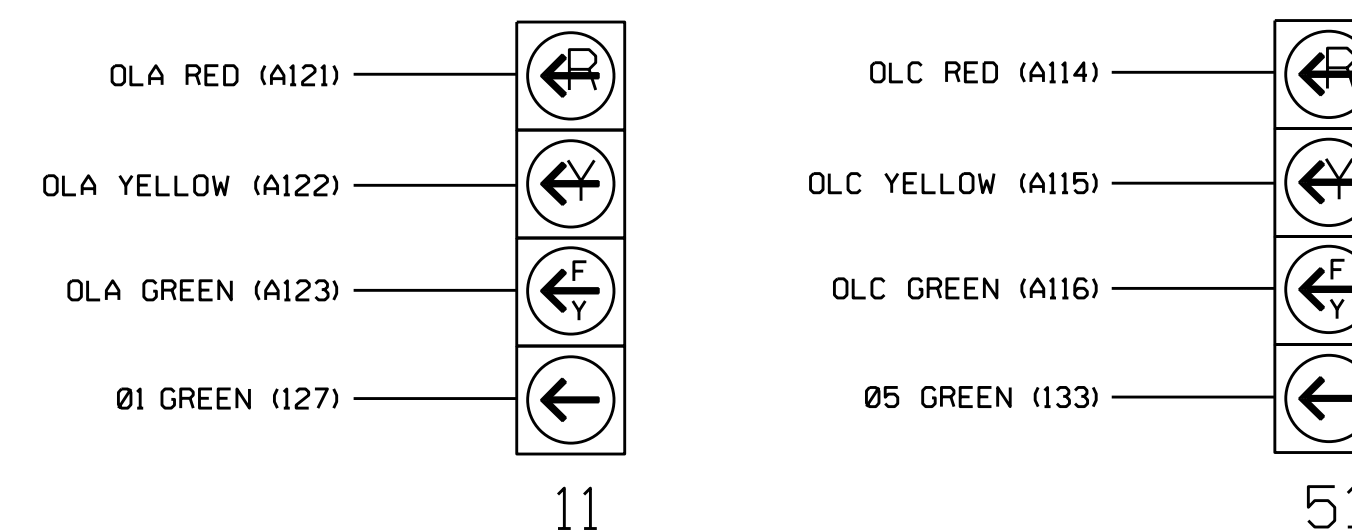 OLA RED (A121)
R
OLA YELLOW (A122)
Y
OLA GREEN (A123)
F
Y
Ø1 GREEN (127)
11
OLC RED (A114)
R
OLC YELLOW (A115)
Y
OLC GREEN (A116)
F
Y
Ø5 GREEN (133)
51